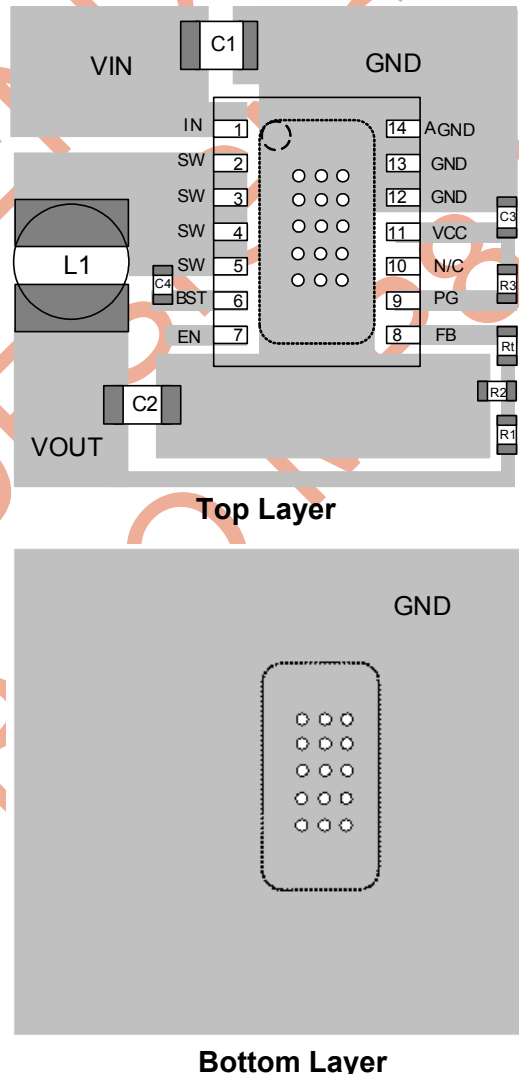 C1
VIN
GND
IN 1 14 AGND
SW 2 13 GND
SW 3 12 GND
C3
SW 4 11 VCC
L1
SW 5 10 N/C
C4
R3
BST 6 9 PG
EN 7 8 FB
Rt
R2
C2
R1
VOUT
Top Layer
GND
Bottom Layer